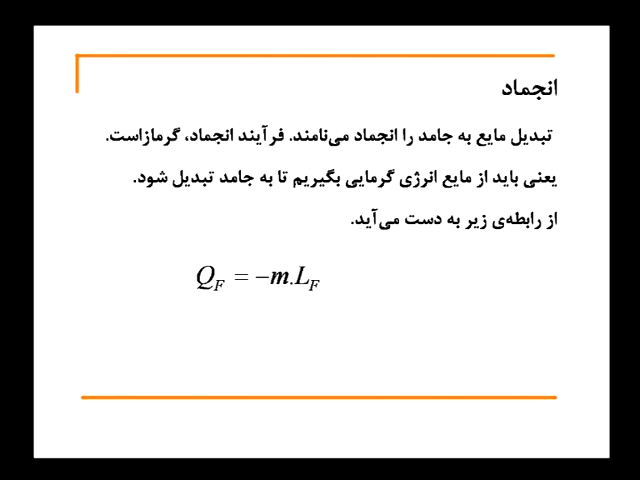 انجماد
تبدیل مایع به جامد را انجماد می‌نامند. فرآیند انجماد، گرمازاست.
یعنی باید از مایع انرژی گرمایی بگیریم تا به جامد تبدیل شود.
از رابطه‌ی زیر به دست می‌آید.
Q_F = −m.L_F